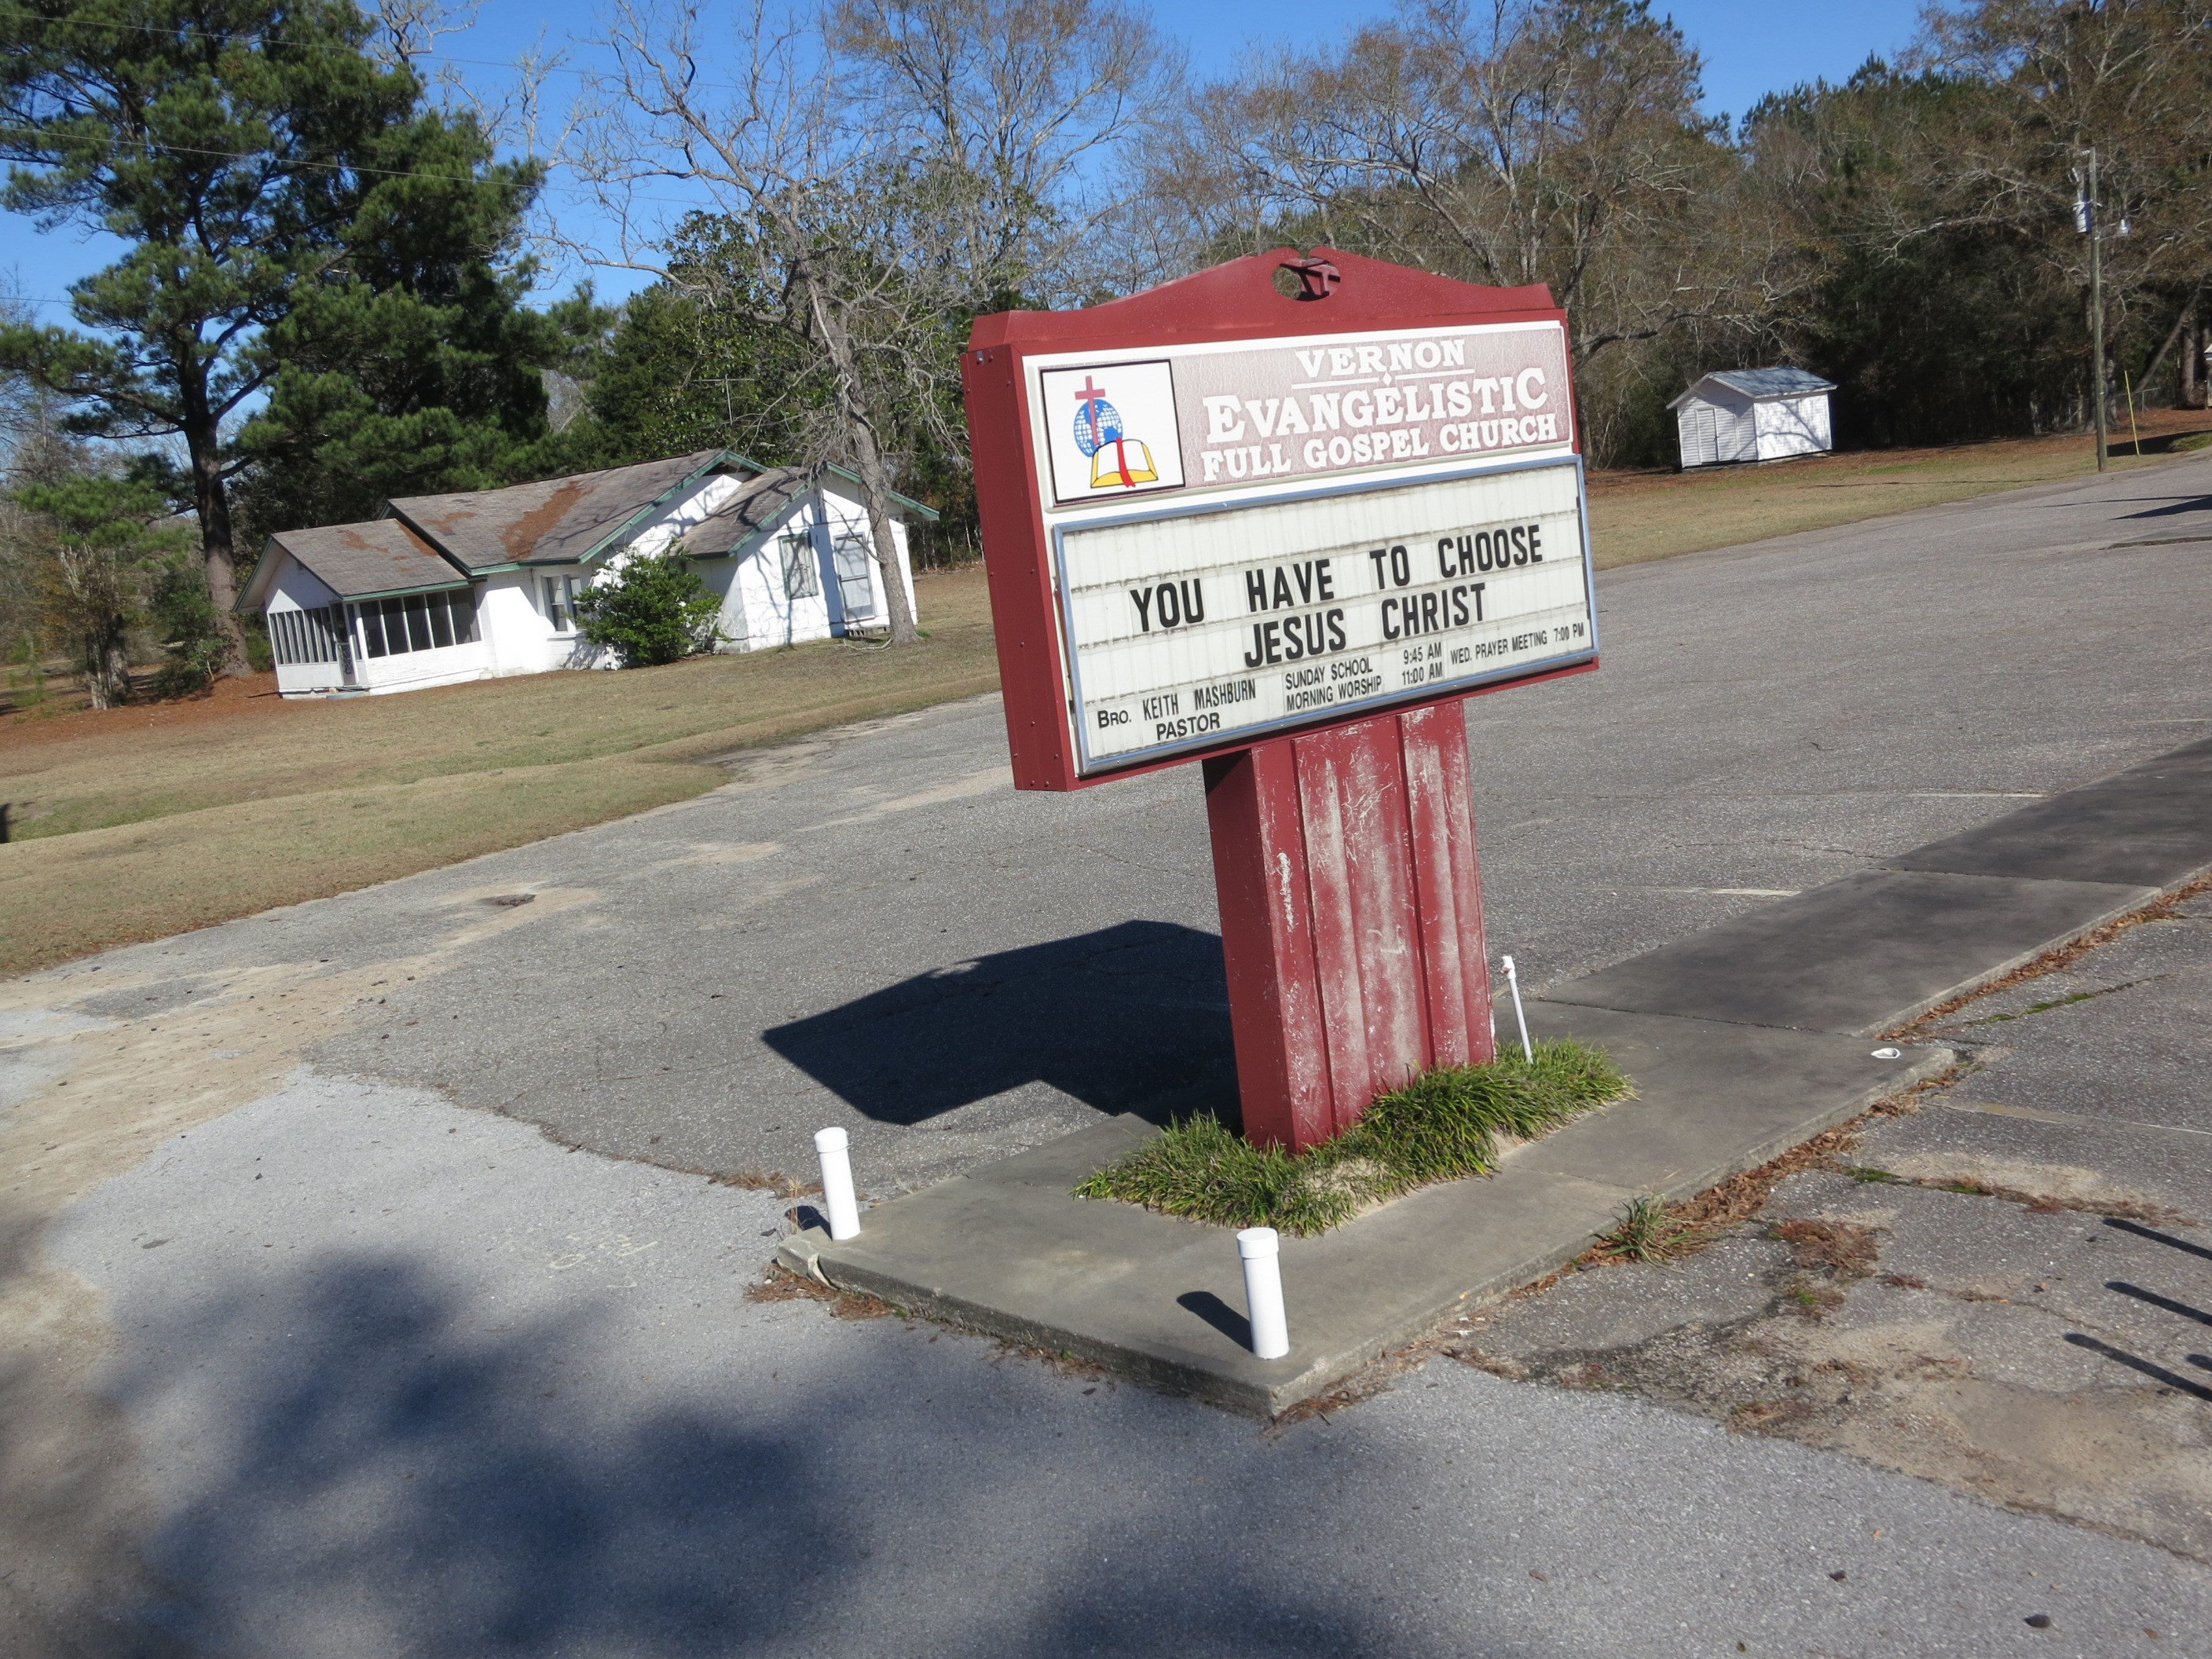 VERNON
EVANGELISTIC
FULL GOSPEL CHURCH
YOU HAVE TO CHOOSE
JESUS CHRIST
BRO. KEITH MASHBURN
PASTOR
SUNDAY SCHOOL 9:45 AM
MORNING WORSHIP 11:00 AM
WED. PRAYER MEETING 7:00 PM